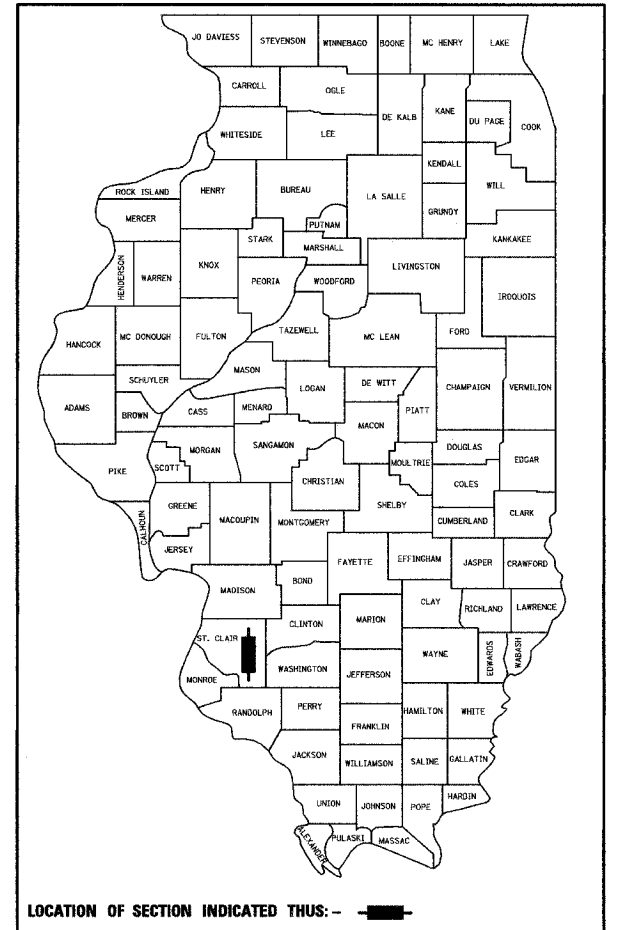 JO DAVIESS
STEVENSON
WINNEBAGO
BOONE
MC HENRY
LAKE
CARROLL
OGLE
DE KALB
KANE
DU PAGE
COOK
WHITESIDE
LEE
KENDALL
WILL
ROCK ISLAND
HENRY
BUREAU
LA SALLE
GRUNDY
MERCER
PUTNAM
STARK
MARSHALL
KANKAKEE
HENDERSON
WARREN
KNOX
PEORIA
WOODFORD
LIVINGSTON
IROQUOIS
HANCOCK
MC DONOUGH
FULTON
TAZEWELL
MC LEAN
FORD
SCHUYLER
MASON
LOGAN
DE WITT
CHAMPAIGN
VERMILION
ADAMS
BROWN
CASS
MENARD
MACON
PIATT
PIKE
SCOTT
MORGAN
SANGAMON
CHRISTIAN
MOULTRIE
DOUGLAS
EDGAR
COLES
CALHOUN
GREENE
MACOUPIN
MONTGOMERY
SHELBY
CUMBERLAND
CLARK
JERSEY
FAYETTE
EFFINGHAM
JASPER
CRAWFORD
MADISON
BOND
CLAY
RICHLAND
LAWRENCE
ST. CLAIR
CLINTON
MARION
WAYNE
EDWARDS
WABASH
MONROE
WASHINGTON
JEFFERSON
RANDOLPH
PERRY
FRANKLIN
HAMILTON
WHITE
JACKSON
WILLIAMSON
SALINE
GALLATIN
UNION
JOHNSON
POPE
HARDIN
ALEXANDER
PULASKI
MASSAC
LOCATION OF SECTION INDICATED THUS: -